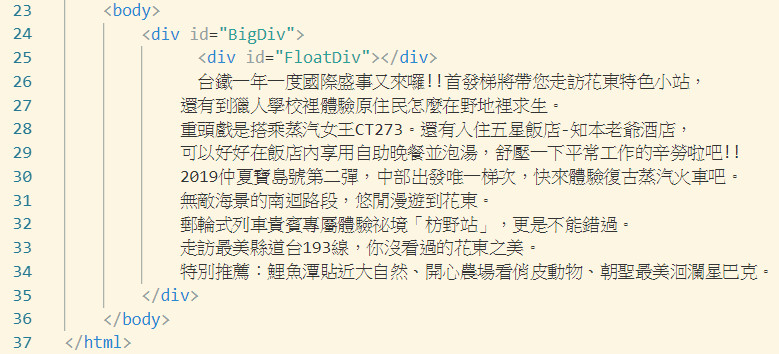 23 <body>
24 <div id="BigDiv">
25 <div id="FloatDiv"></div>
26 台鐵一年一度國際盛事又來囉!!首發梯將帶您走訪花東特色小站，
27 還有到獵人學校裡體驗原住民怎麼在野地裡求生。
28 重頭戲是搭乘蒸汽女王CT273。還有入住五星飯店-知本老爺酒店，
29 可以好好在飯店內享用自助晚餐並泡湯，舒壓一下平常工作的辛勞啦吧!!
30 2019仲夏寶島號第二彈，中部出發唯一梯次，快來體驗復古蒸汽火車吧。
31 無敵海景的南迴路段，悠閒漫遊到花東。
32 郵輪式列車貴賓專屬體驗祕境「枋野站」，更是不能錯過。
33 走訪最美縣道台193線，你沒看過的花東之美。
34 特別推薦：鯉魚潭貼近大自然、開心農場看俏皮動物、朝聖最美洄瀾星巴克。
35 </div>
36 </body>
37 </html>